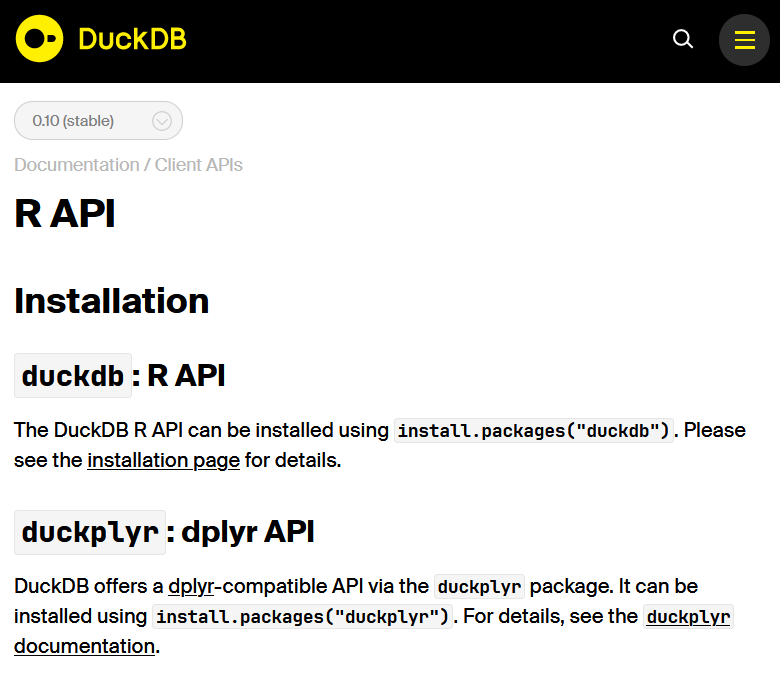 DuckDB
0.10 (stable)
Documentation / Client APIs
R API
Installation
duckdb: R API
The DuckDB R API can be installed using install.packages("duckdb"). Please
see the installation page for details.
duckplyr: dplyr API
DuckDB offers a dplyr-compatible API via the duckplyr package. It can be
installed using install.packages("duckplyr"). For details, see the duckplyr
documentation.